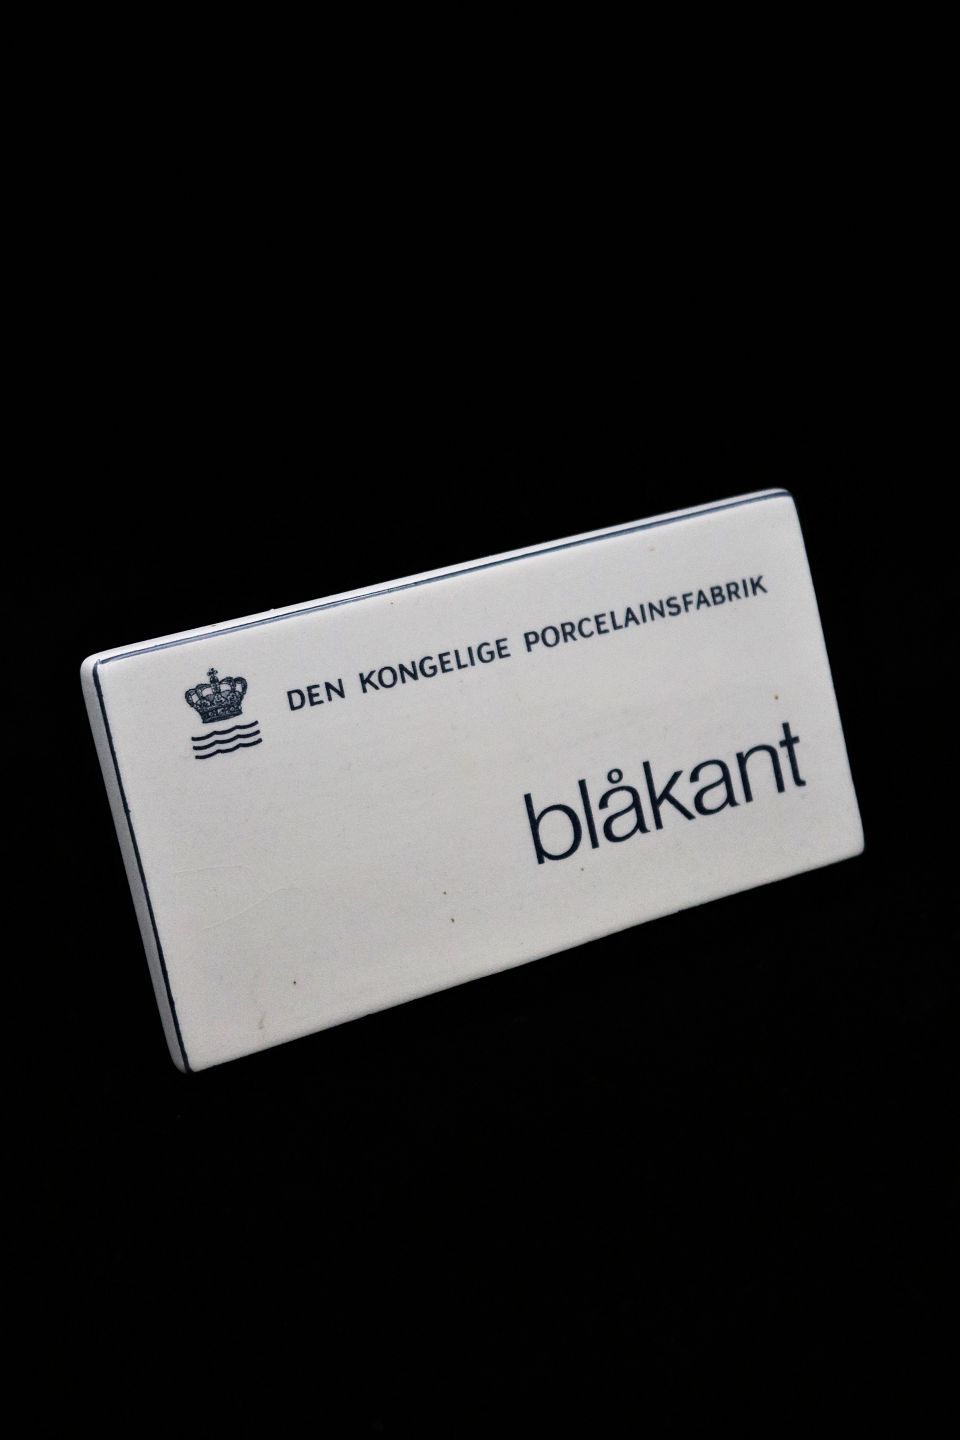 DEN KONGELIGE PORCELAINSFABRIK
blåkant